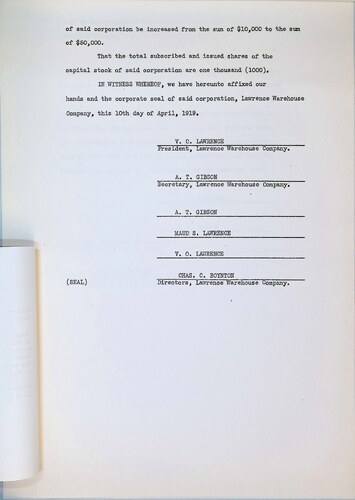 of said corporation be increased from the sum of $10,000 to the sum
of $50,000.
That the total subscribed and issued shares of the
capital stock of said corporation are one thousand (1000).
IN WITNESS WHEREOF, we have hereunto affixed our
hands and the corporate seal of said corporation, Lawrence Warehouse
Company, this 10th day of April, 1919.
V. O. LAWRENCE
President, Lawrence Warehouse Company.
A. T. GIBSON
Secretary, Lawrence Warehouse Company.
A. T. GIBSON
MAUD S. LAWRENCE
V. O. LAWRENCE
CHAS. C. BOYNTON
(SEAL) Directors, Lawrence Warehouse Company.